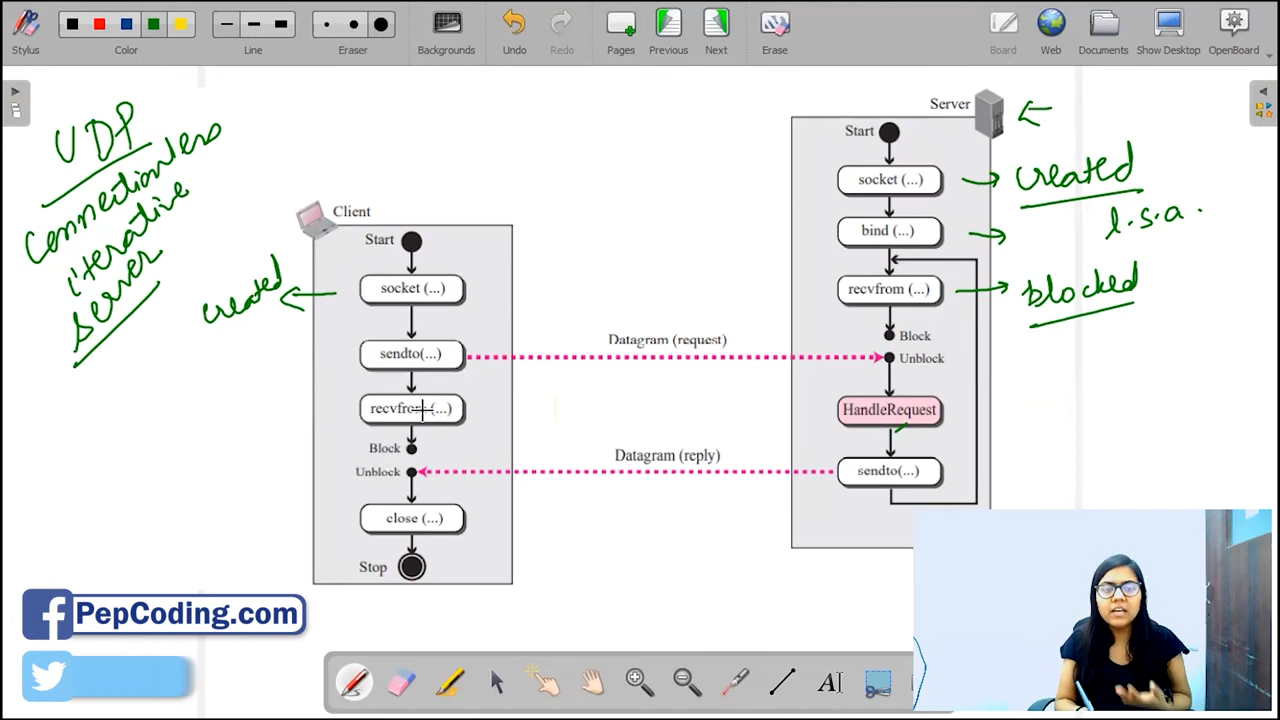 Stylus
Color
Line
Eraser
Backgrounds
Undo
Redo
Pages
Previous
Next
Erase
Board
Web
Documents
Show Desktop
OpenBoard
UDP
Connectionless
iterative
server
Client
Start
socket (...)
created
sendto(...)
recvfrom (...)
Block
Unblock
close (...)
Stop
Datagram (request)
Datagram (reply)
Server
Start
socket (...)
created
bind (...)
l.s.a.
recvfrom (...)
blocked
Block
Unblock
HandleRequest
sendto(...)
PepCoding.com